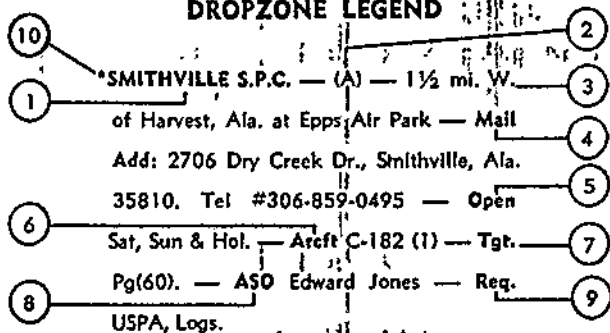 DROPZONE LEGEND
10
2
*SMITHVILLE S.P.C. — (A) — 1½ mi. W.
1
3
of Harvest, Ala. at Epps Air Park — Mail
4
Add: 2706 Dry Creek Dr., Smithville, Ala.
5
35810. Tel #306-859-0495 — Open
6
Sat, Sun & Hol. — Arcft C-182 (1) — Tgt.
7
Pg(60). — ASO Edward Jones — Req.
8
9
USPA, Logs.